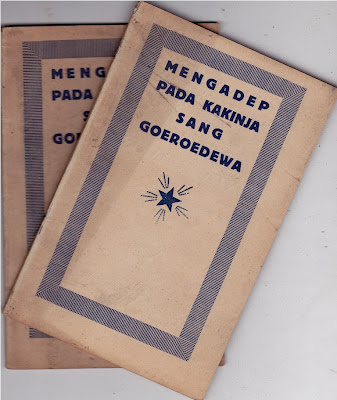 MENGADEP
PADA KAKINJA
SANG
GOEROEDEWA
MENG
PADA
S
GOE